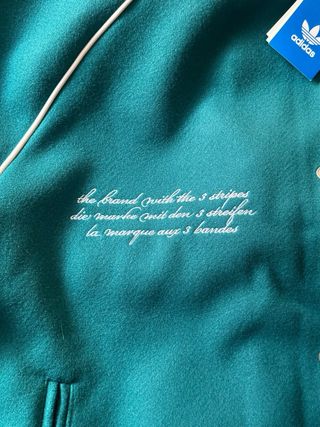 adidas
the brand with the 3 stripes
die marke mit den 3 streifen
la marque aux 3 bandes